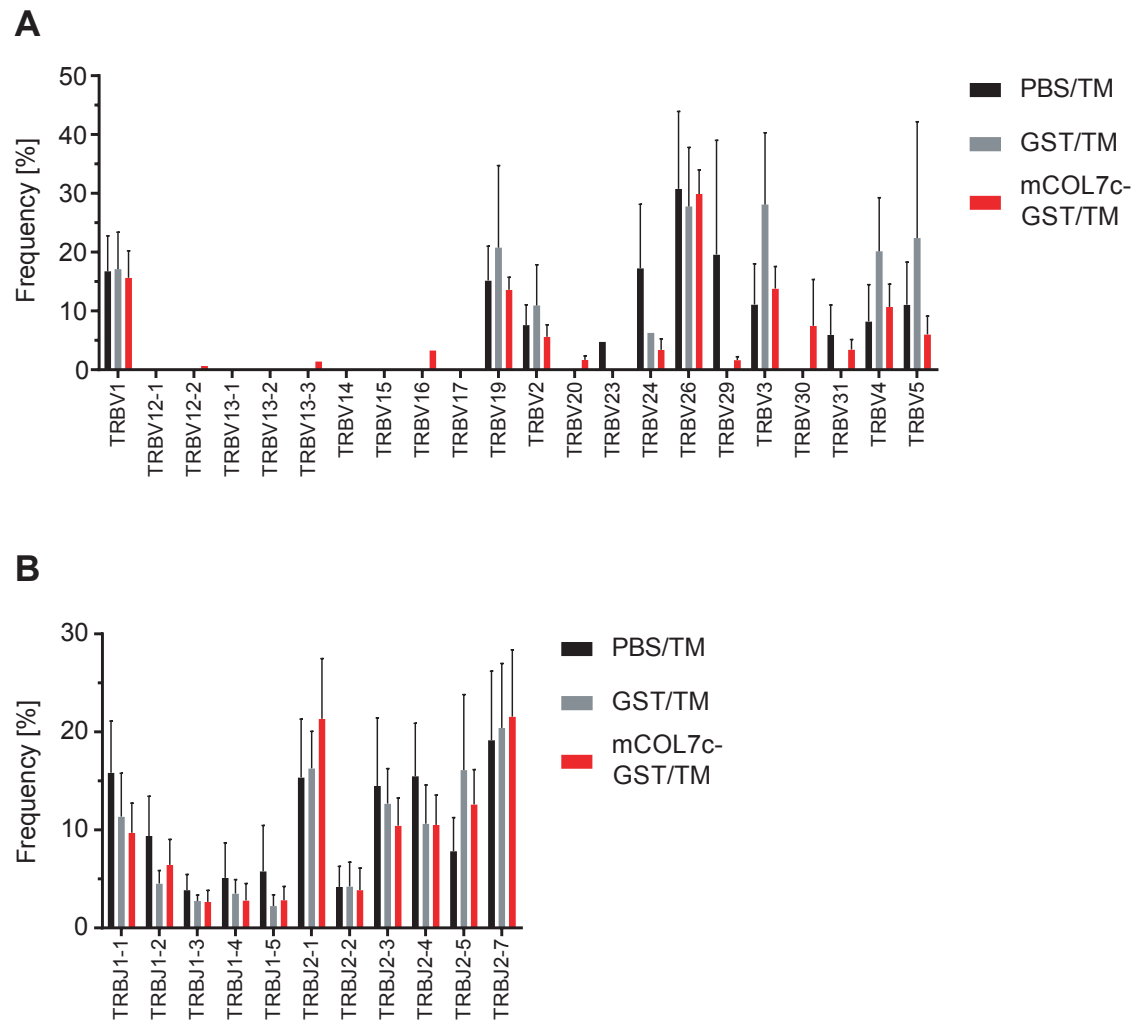 A
Frequency [%]
50
40
30
20
10
0
TRBV1
TRBV12-1
TRBV12-2
TRBV13-1
TRBV13-2
TRBV13-3
TRBV14
TRBV15
TRBV16
TRBV17
TRBV19
TRBV2
TRBV20
TRBV23
TRBV24
TRBV26
TRBV29
TRBV3
TRBV30
TRBV31
TRBV4
TRBV5
PBS/TM
GST/TM
mCOL7c-
GST/TM
B
Frequency [%]
30
20
10
0
TRBJ1-1
TRBJ1-2
TRBJ1-3
TRBJ1-4
TRBJ1-5
TRBJ2-1
TRBJ2-2
TRBJ2-3
TRBJ2-4
TRBJ2-5
TRBJ2-7
PBS/TM
GST/TM
mCOL7c-
GST/TM